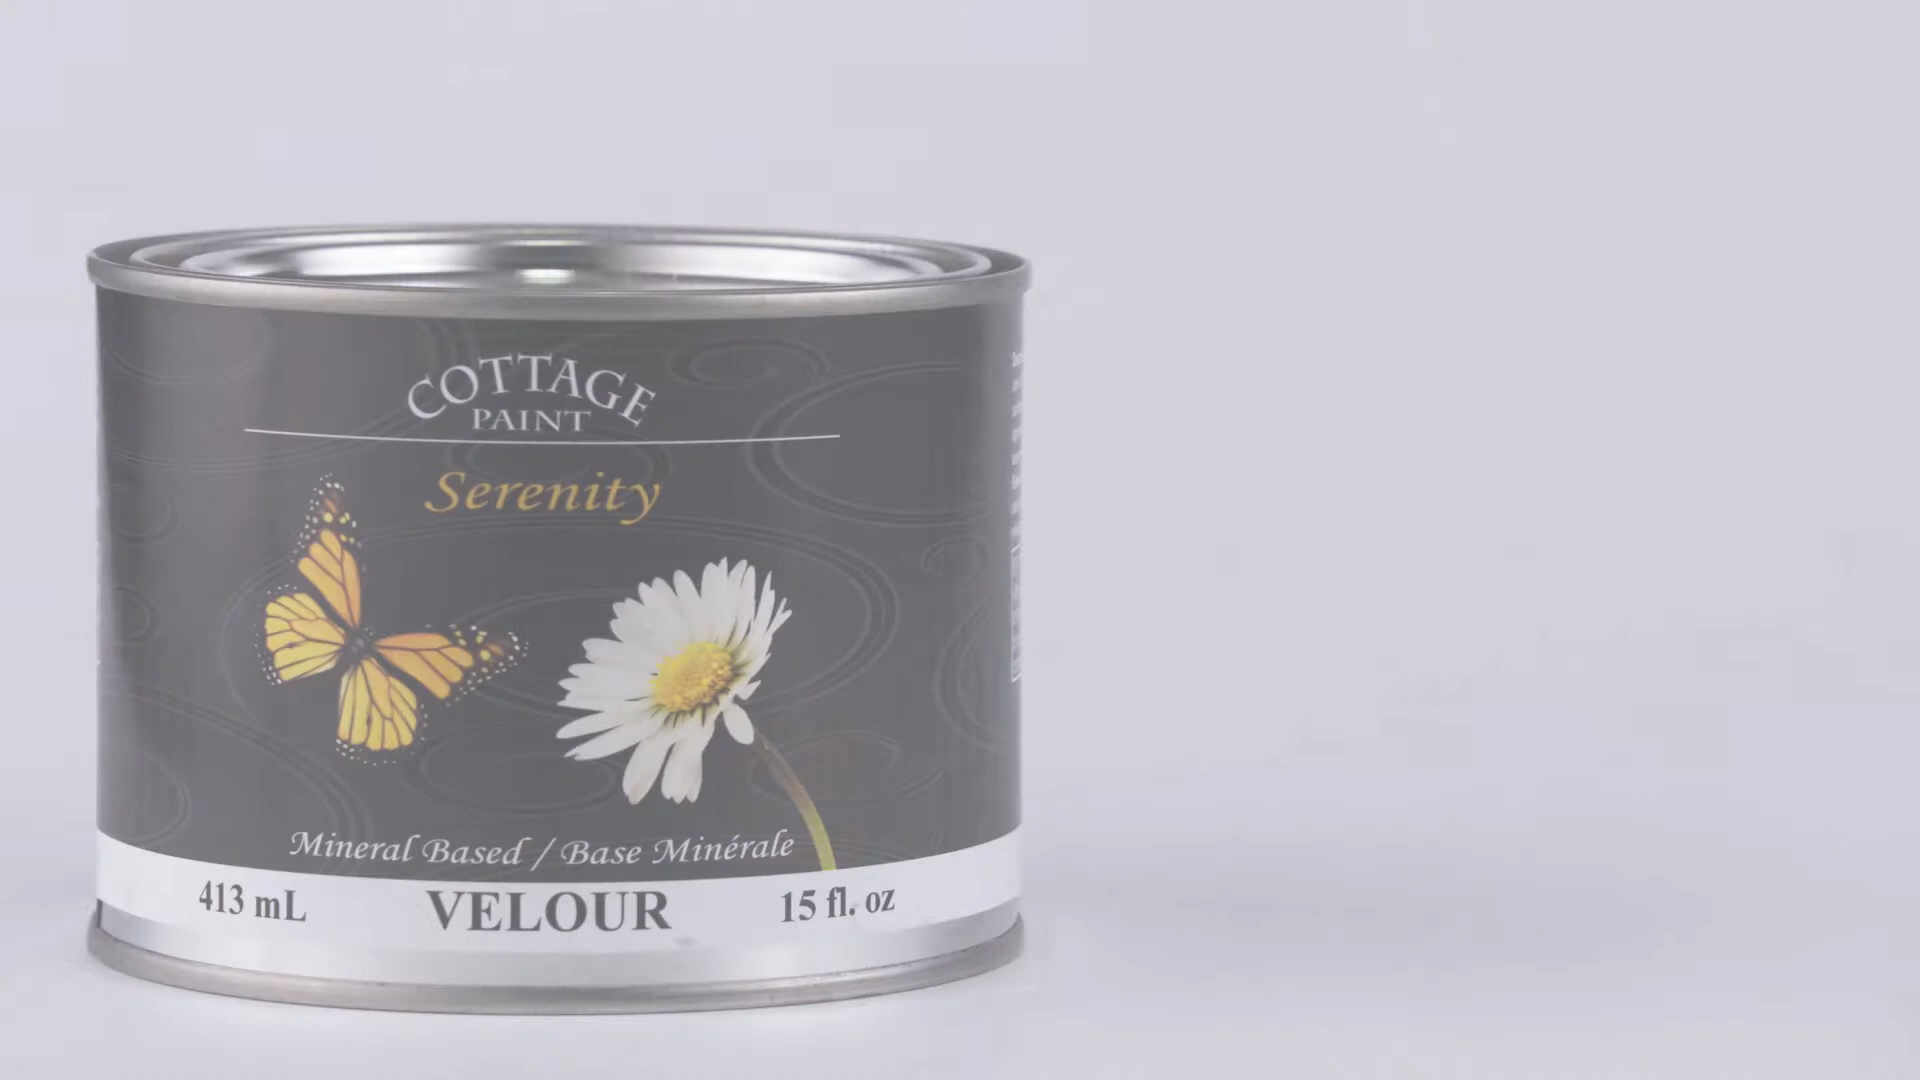 COTTAGE
PAINT
Serenity
Mineral Based / Base Minérale
413 mL VELOUR 15 fl. oz